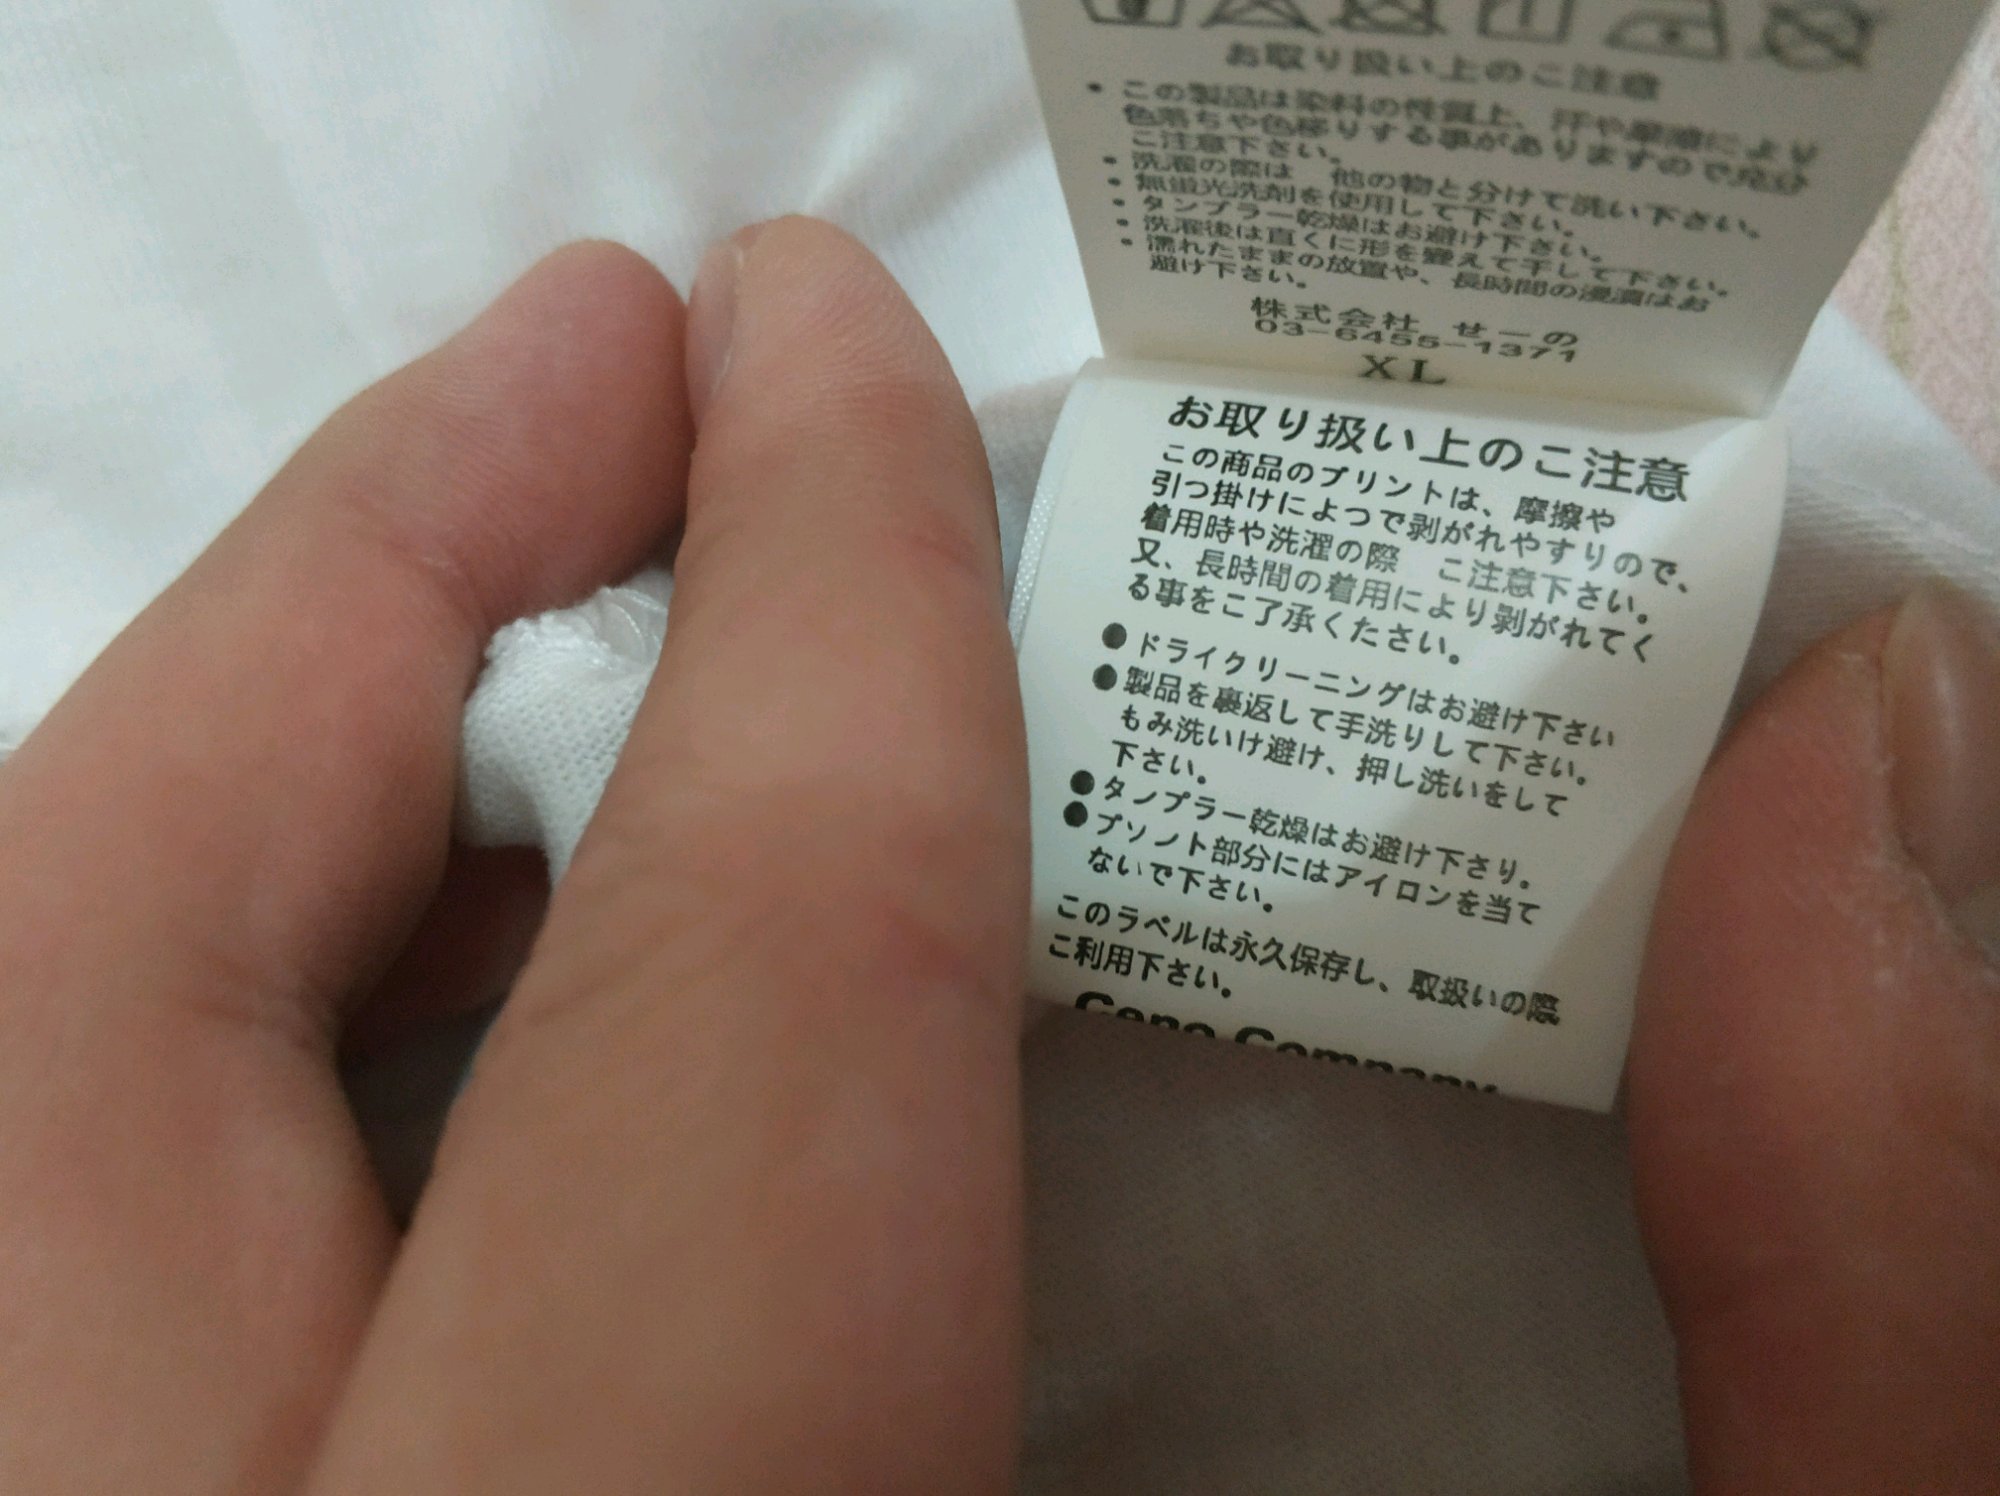 お取り扱い上のご注意
・この製品は染料の性質上、汗や摩擦により
色落ちや色移りする事がありますので充分
ご注意下さい。
・洗濯の際は 他の物と分けて洗い下さい。
・無蛍光洗剤を使用して下さい。
・タンブラー乾燥はお避け下さい。
・洗濯後は直ぐに形を整えて干して下さい。
・濡れたままの放置や、長時間の浸漬はお
避け下さい。
株式会社 せーの
03-6455-1371
XL
お取り扱い上のこ注意
この商品のプリントは、摩擦や
引つ掛けによつで剥がれやすりので、
着用時や洗濯の際 こ注意下さい。
又、長時間の着用により剥がれてく
る事をこ了承くたさい。
●ドライクリーニングはお避け下さい
●製品を裏返して手洗りして下さい。
もみ洗いけ避け、押し洗いをして
下さい。
●タノプラー乾燥はお避け下さり。
●プソノト部分にはアイロンを当て
ないで下さい。
このラベルは永久保存し、取扱いの際
こ利用下さい。
Ceno Company